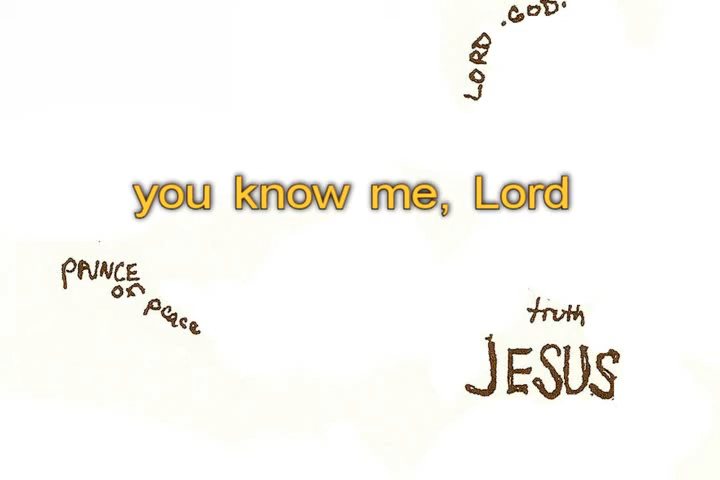 .GOD.
LORD
you know me, Lord
PRINCE
OF
Peace
truth
JESUS